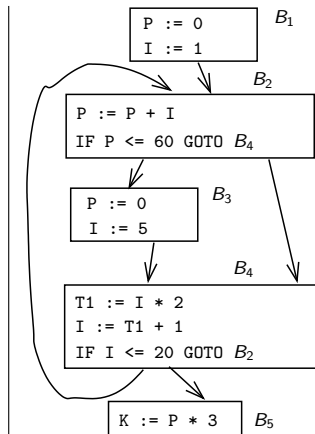 P := 0
I := 1
B1
B2
P := P + I
IF P <= 60 GOTO B4
B3
P := 0
I := 5
B4
T1 := I * 2
I := T1 + 1
IF I <= 20 GOTO B2
K := P * 3
B5